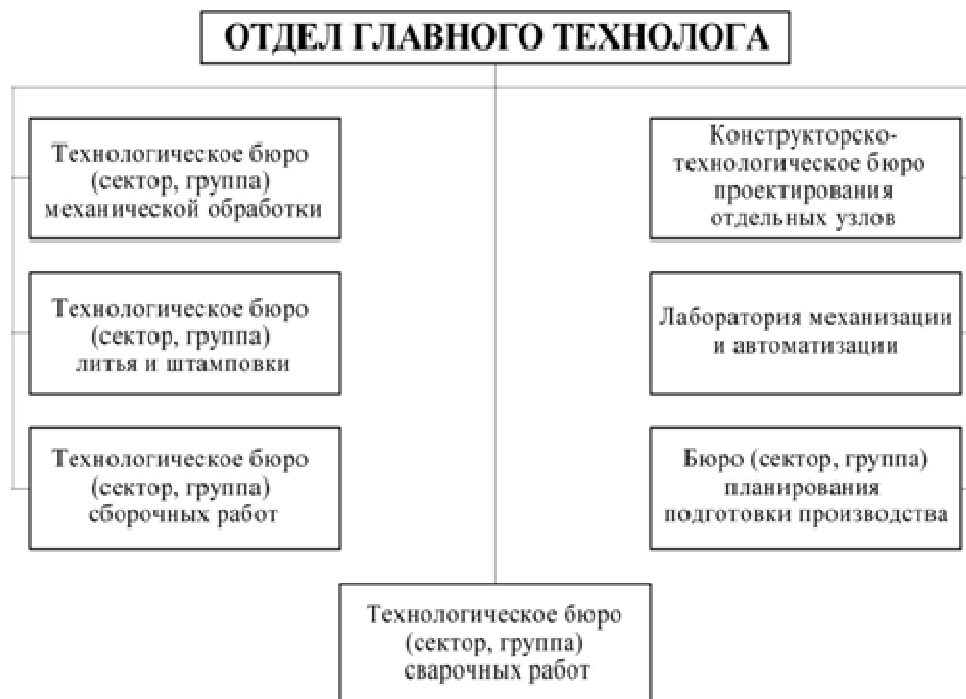 ОТДЕЛ ГЛАВНОГО ТЕХНОЛОГА
Технологическое бюро
(сектор, группа)
механической обработки
Технологическое бюро
(сектор, группа)
литья и штамповки
Технологическое бюро
(сектор, группа)
сборочных работ
Конструкторско-
технологическое бюро
проектирования
отдельных узлов
Лаборатория механизации
и автоматизации
Бюро (сектор, группа)
планирования
подготовки производства
Технологическое бюро
(сектор, группа)
сварочных работ